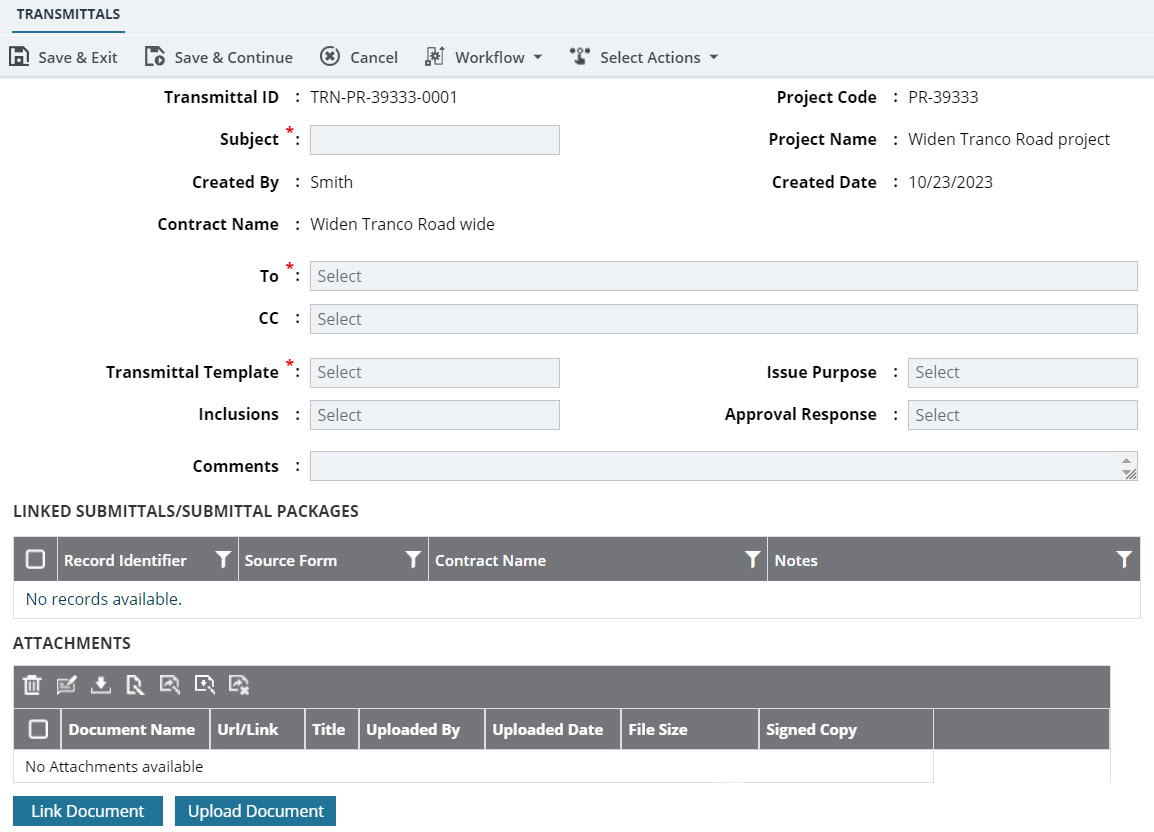 TRANSMITTALS
Save & Exit Save & Continue Cancel Workflow Select Actions
Transmittal ID : TRN-PR-39333-0001 Project Code : PR-39333
Subject *: Project Name : Widen Tranco Road project
Created By : Smith Created Date : 10/23/2023
Contract Name : Widen Tranco Road wide
To *: Select
CC : Select
Transmittal Template *: Select Issue Purpose : Select
Inclusions : Select Approval Response : Select
Comments :
LINKED SUBMITTALS/SUBMITTAL PACKAGES
Record Identifier Source Form Contract Name Notes
No records available.
ATTACHMENTS
Document Name Url/Link Title Uploaded By Uploaded Date File Size Signed Copy
No Attachments available
Link Document Upload Document